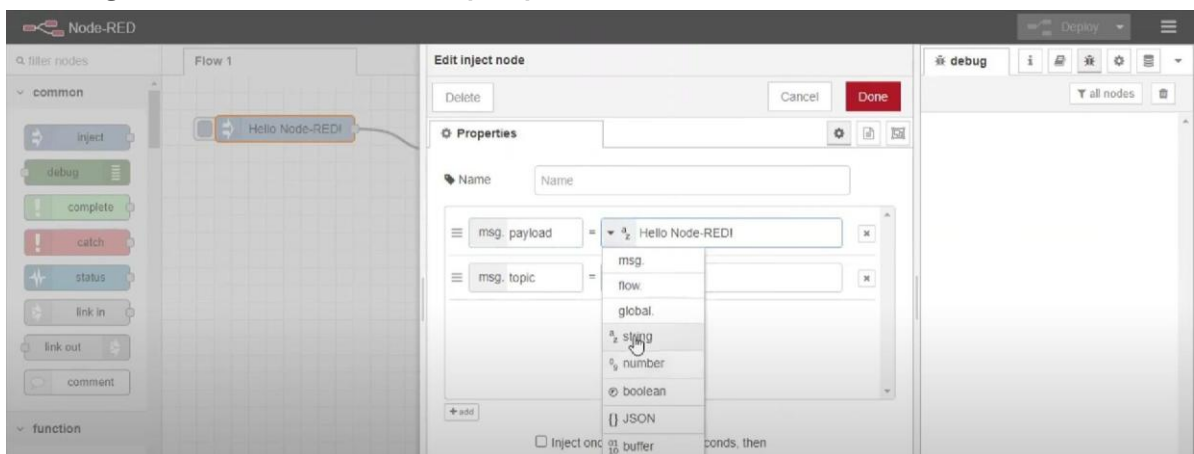 Node-RED
Deploy
filter nodes
Flow 1
Edit inject node
debug
i
common
Delete
Cancel
Done
all nodes
inject
Hello Node-RED!
Properties
debug
Name
Name
complete
msg. payload
=
Hello Node-RED!
catch
msg.
status
msg. topic
=
flow.
link in
global.
string
link out
number
comment
boolean
+add
{} JSON
function
Inject once
buffer
conds, then